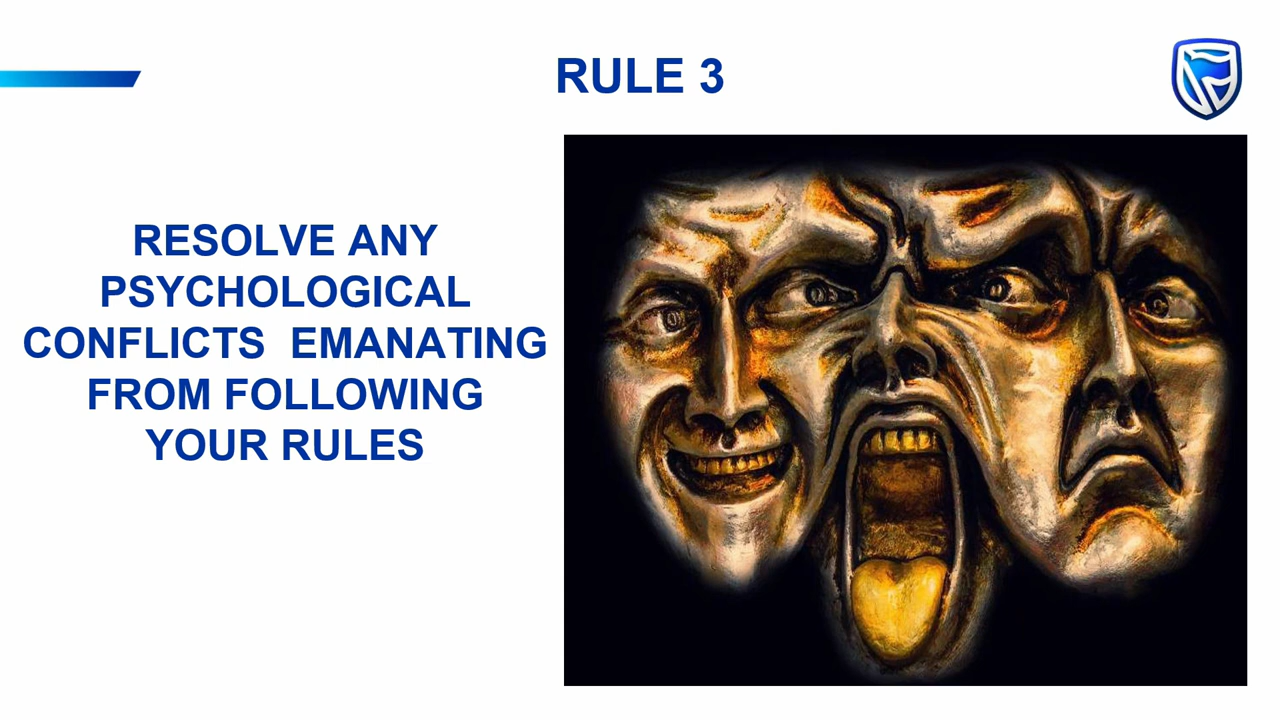 RULE 3
RESOLVE ANY
PSYCHOLOGICAL
CONFLICTS  EMANATING
FROM FOLLOWING
YOUR RULES